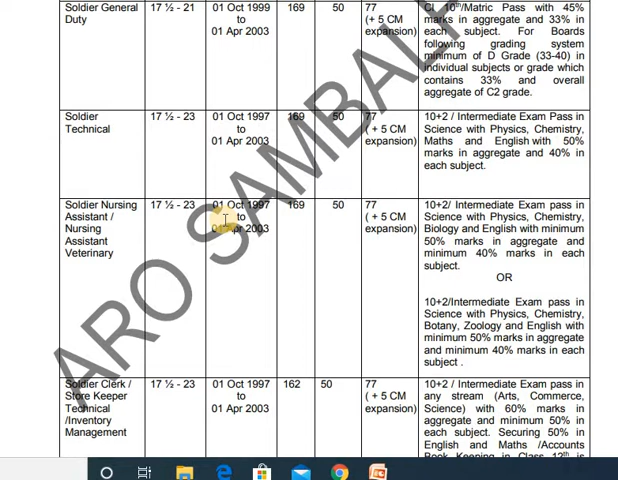 Soldier General Duty 17 ½ - 21 01 Oct 1999 to 01 Apr 2003 169 50 77 (+ 5 CM expansion)
Cl 10th/Matric Pass with 45%
marks in aggregate and 33% in
each subject. For Boards
following grading system
minimum of D Grade (33-40) in
individual subjects or grade which
contains 33% and overall
aggregate of C2 grade.
Soldier Technical 17 ½ - 23 01 Oct 1997 to 01 Apr 2003 169 50 77 ( + 5 CM expansion)
10+2 / Intermediate Exam Pass in
Science with Physics, Chemistry,
Maths and English with 50%
marks in aggregate and 40% in
each subject.
Soldier Nursing Assistant / Nursing Assistant Veterinary 17 ½ - 23 01 Oct 1997 to 01 Apr 2003 169 50 77 ( + 5 CM expansion)
10+2/ Intermediate Exam pass in
Science with Physics, Chemistry,
Biology and English with minimum
50% marks in aggregate and
minimum 40% marks in each
subject.
OR
10+2/Intermediate Exam pass in
Science with Physics, Chemistry,
Botany, Zoology and English with
minimum 50% marks in aggregate
and minimum 40% marks in each
subject .
Soldier Clerk / Store Keeper Technical /Inventory Management 17 ½ - 23 01 Oct 1997 to 01 Apr 2003 162 50 77 ( + 5 CM expansion)
10+2 / Intermediate Exam pass in
any stream (Arts, Commerce,
Science) with 60% marks in
aggregate and minimum 50% in
each subject. Securing 50% in
English and Maths /Accounts
Book Keeping in Class 12th is
ARO SAMBALP